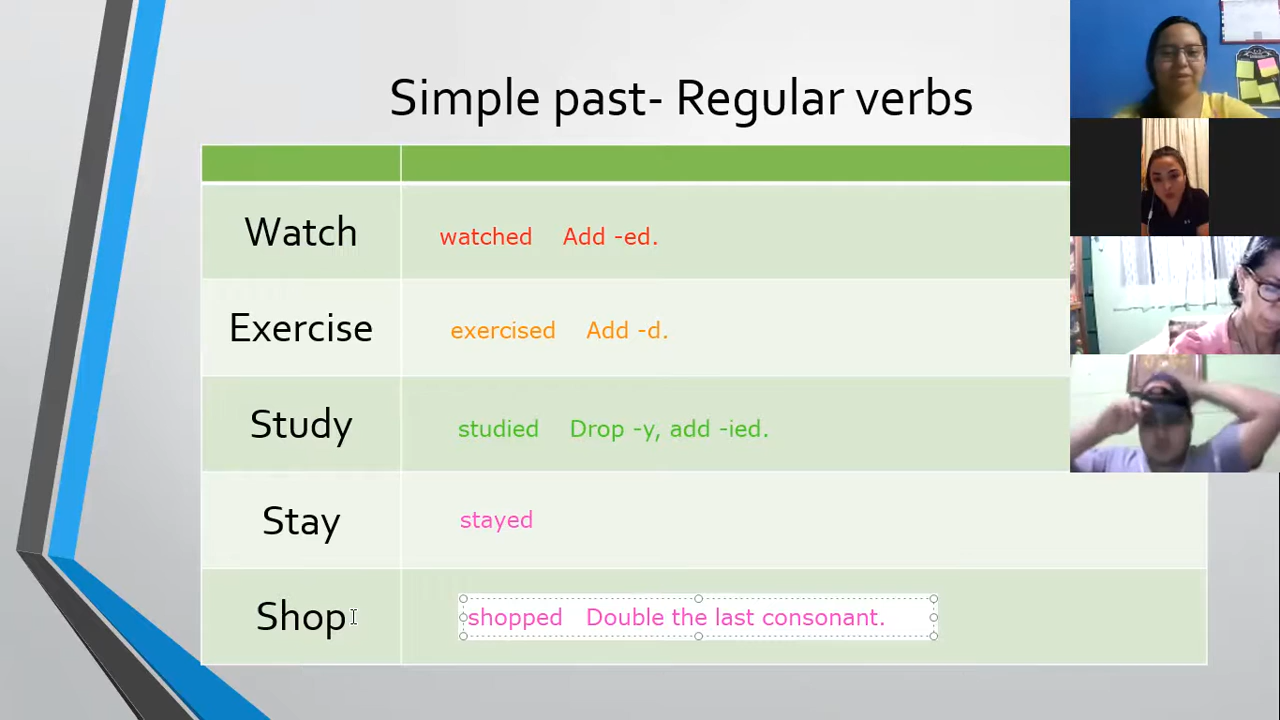 Simple past- Regular verbs
Watch watched Add -ed.
Exercise exercised Add -d.
Study studied Drop -y, add -ied.
Stay stayed
Shop shopped Double the last consonant.